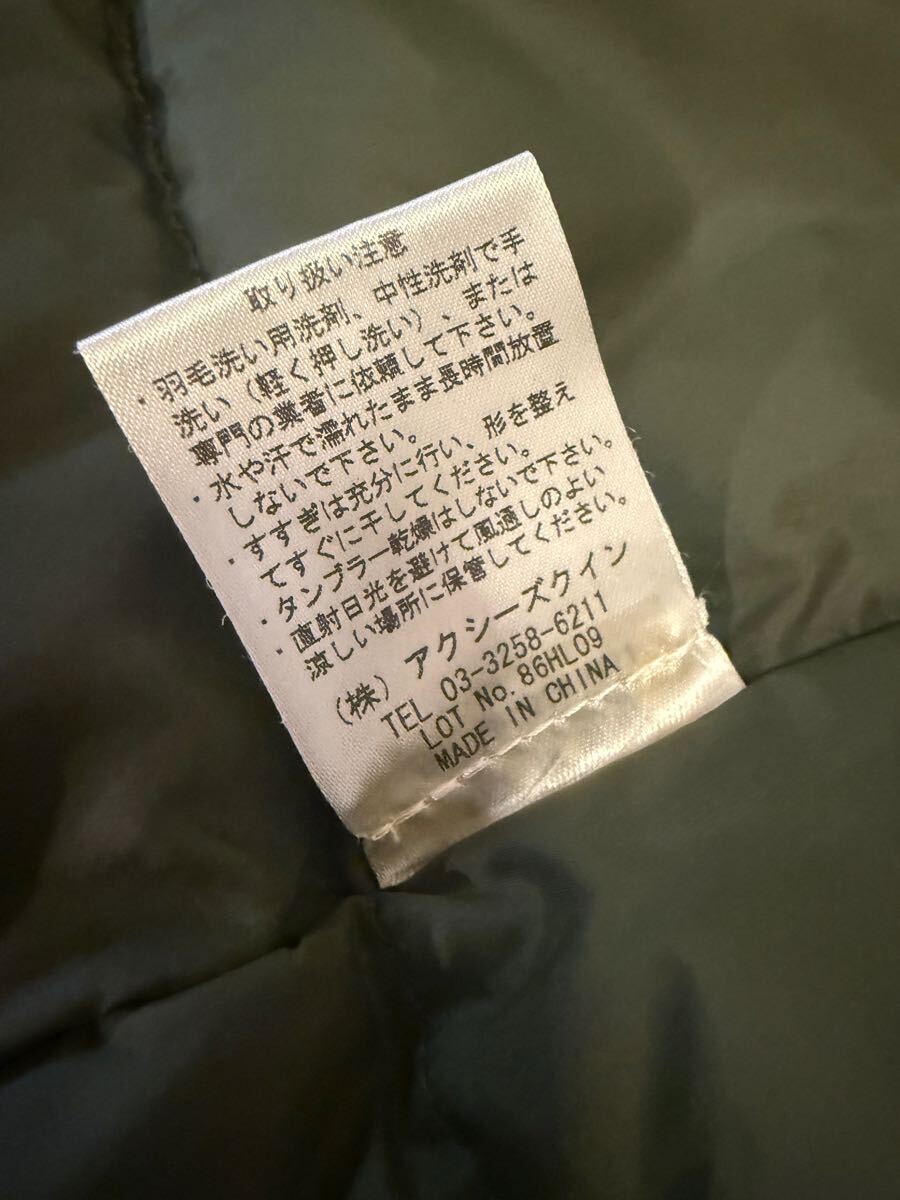 取り扱い注意
・羽毛洗い用洗剤、中性洗剤で手
洗い（軽く押し洗い）、または
専門の業者に依頼して下さい。
・水や汗で濡れたまま長時間放置
しないで下さい。
・すすぎは充分に行い、形を整え
てすぐに干してください。
タンブラー乾燥はしないで下さい。
・直射日光を避けて風通しのよい
涼しい場所に保管してください。
（株）アクシーズクイン
TEL 03-3258-6211
LOT No. 86HL09
MADE IN CHINA